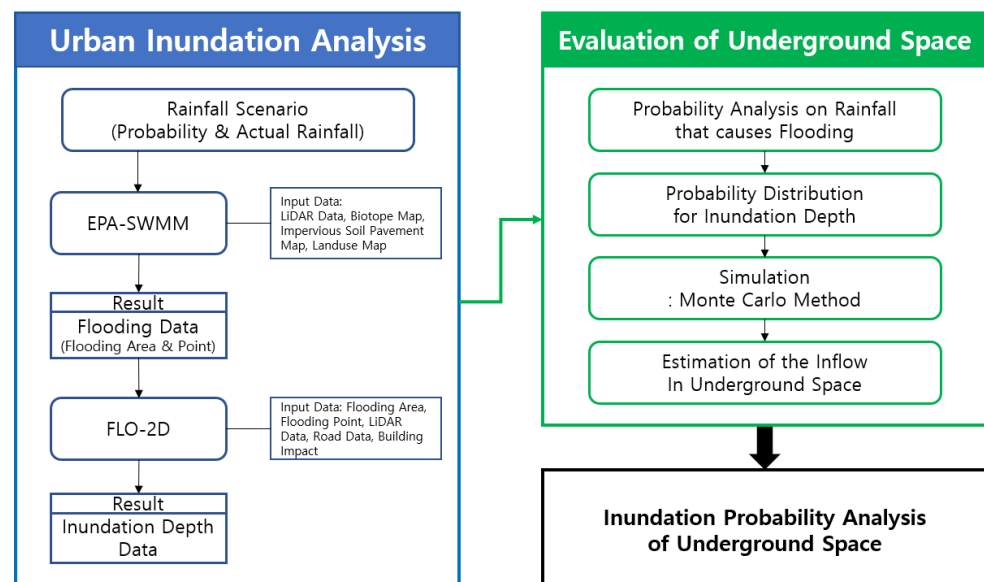 Urban Inundation Analysis
Rainfall Scenario
(Probability & Actual Rainfall)
EPA-SWMM
Input Data:
LiDAR Data, Biotope Map,
Impervious Soil Pavement
Map, Landuse Map
Result
Flooding Data
(Flooding Area & Point)
FLO-2D
Input Data: Flooding Area,
Flooding Point, LiDAR
Data, Road Data, Building
Impact
Result
Inundation Depth
Data
Evaluation of Underground Space
Probability Analysis on Rainfall
that causes Flooding
Probability Distribution
for Inundation Depth
Simulation
: Monte Carlo Method
Estimation of the Inflow
In Underground Space
Inundation Probability Analysis
of Underground Space